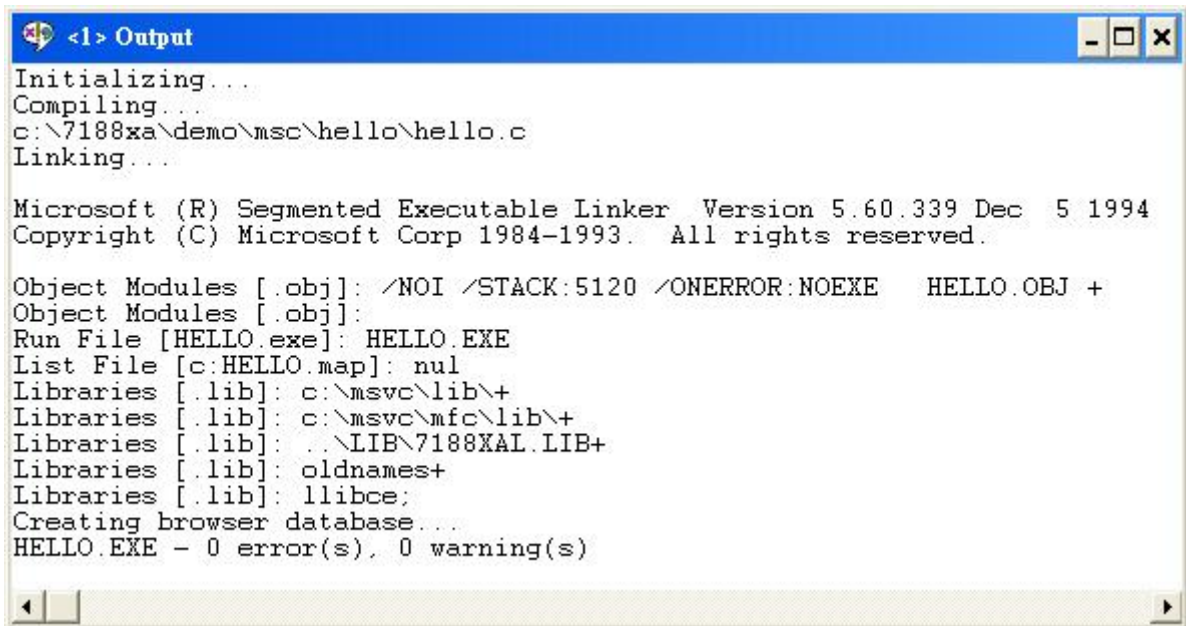 <1> Output
Initializing...
Compiling...
c:\7188xa\demo\msc\hello\hello.c
Linking...
Microsoft (R) Segmented Executable Linker  Version 5.60.339 Dec  5 1994
Copyright (C) Microsoft Corp 1984-1993.  All rights reserved.
Object Modules [.obj]: /NOI /STACK:5120 /ONERROR:NOEXE   HELLO.OBJ +
Object Modules [.obj]:
Run File [HELLO.exe]: HELLO.EXE
List File [c:HELLO.map]: nul
Libraries [.lib]: c:\msvc\lib\+
Libraries [.lib]: c:\msvc\mfc\lib\+
Libraries [.lib]: ..\LIB\7188XAL.LIB+
Libraries [.lib]: oldnames+
Libraries [.lib]: llibce;
Creating browser database...
HELLO.EXE - 0 error(s), 0 warning(s)